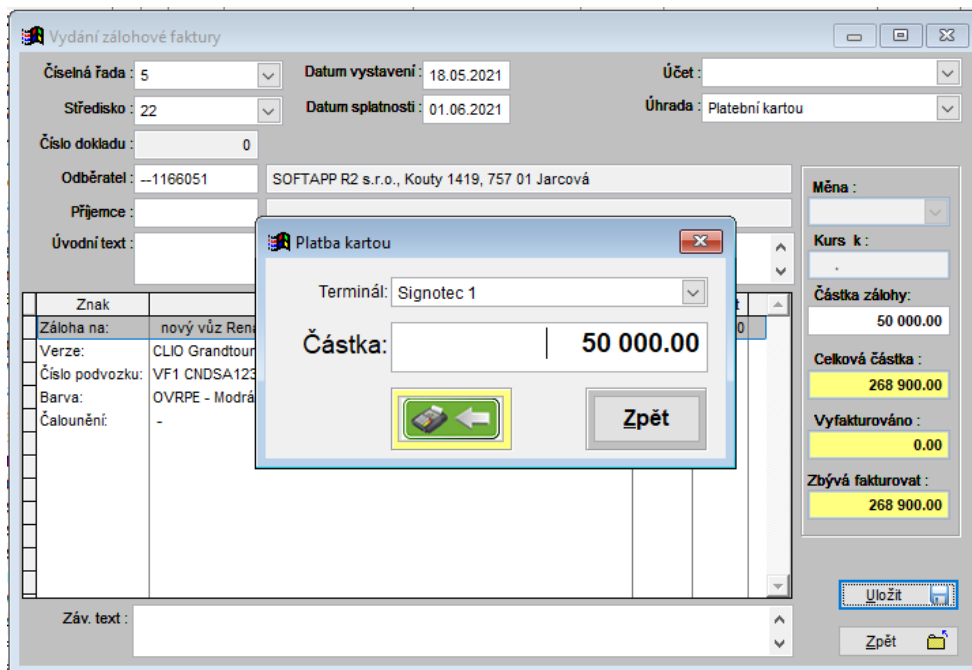 Vydání zálohové faktury
Číselná řada : 5
Datum vystavení : 18.05.2021
Účet :
Středisko : 22
Datum splatnosti : 01.06.2021
Úhrada : Platební kartou
Číslo dokladu : 0
Odběratel : --1166051 SOFTAPP R2 s.r.o., Kouty 1419, 757 01 Jarcová
Příjemce :
Úvodní text :
Měna :
Kurs k :
.
Částka zálohy:
50 000.00
Celková částka :
268 900.00
Vyfakturováno :
0.00
Zbývá fakturovat :
268 900.00
Platba kartou
Terminál: Signotec 1
Částka: 50 000.00
Zpět
Znak
Záloha na: nový vůz
Verze: CLIO Grandtour
Číslo podvozku: VF1 CNDSA123
Barva: OVRPE - Modrá
Čalounění: -
Záv. text :
Uložit
Zpět